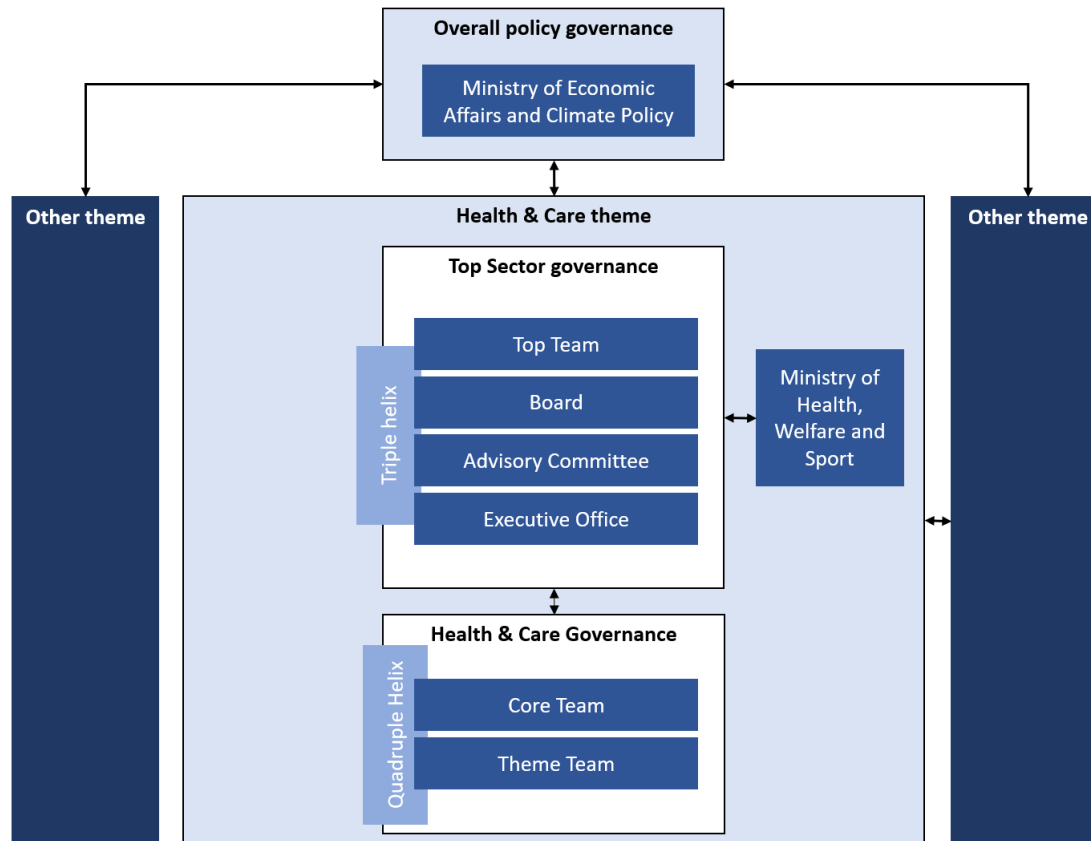 Overall policy governance
Ministry of Economic
Affairs and Climate Policy
Other theme
Health & Care theme
Other theme
Top Sector governance
Triple helix
Top Team
Board
Advisory Committee
Executive Office
Ministry of
Health,
Welfare and
Sport
Health & Care Governance
Quadruple Helix
Core Team
Theme Team